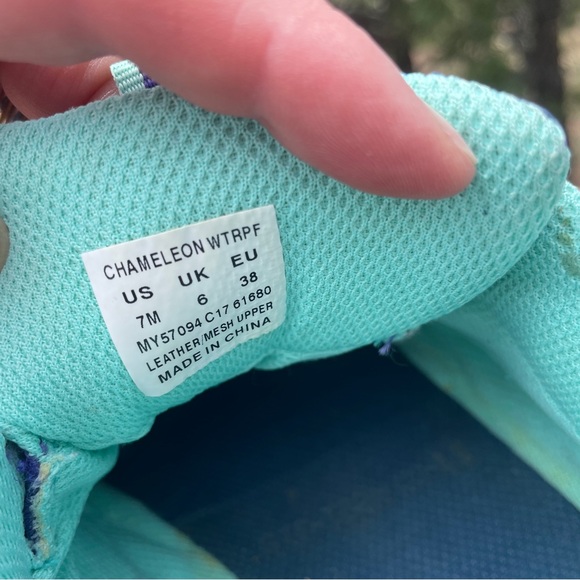 CHAMELEON WTRPF
US UK EU
7M 6 38
MY57094 C17 61680
LEATHER/MESH UPPER
MADE IN CHINA